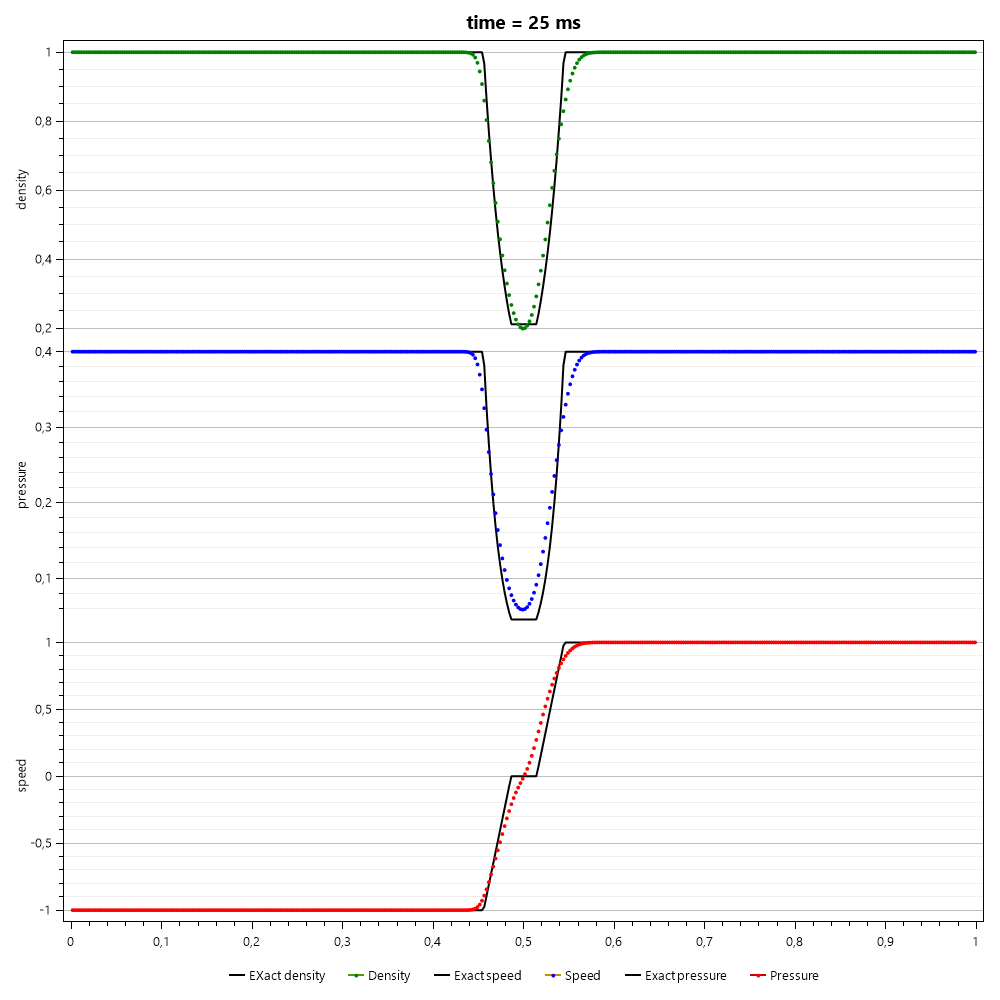 time = 25 ms
1
0,8
0,6
0,4
0,2
density
0,4
0,3
0,2
0,1
pressure
1
0,5
0
-0,5
-1
speed
0 0,1 0,2 0,3 0,4 0,5 0,6 0,7 0,8 0,9 1
EXact density Density Exact speed Speed Exact pressure Pressure